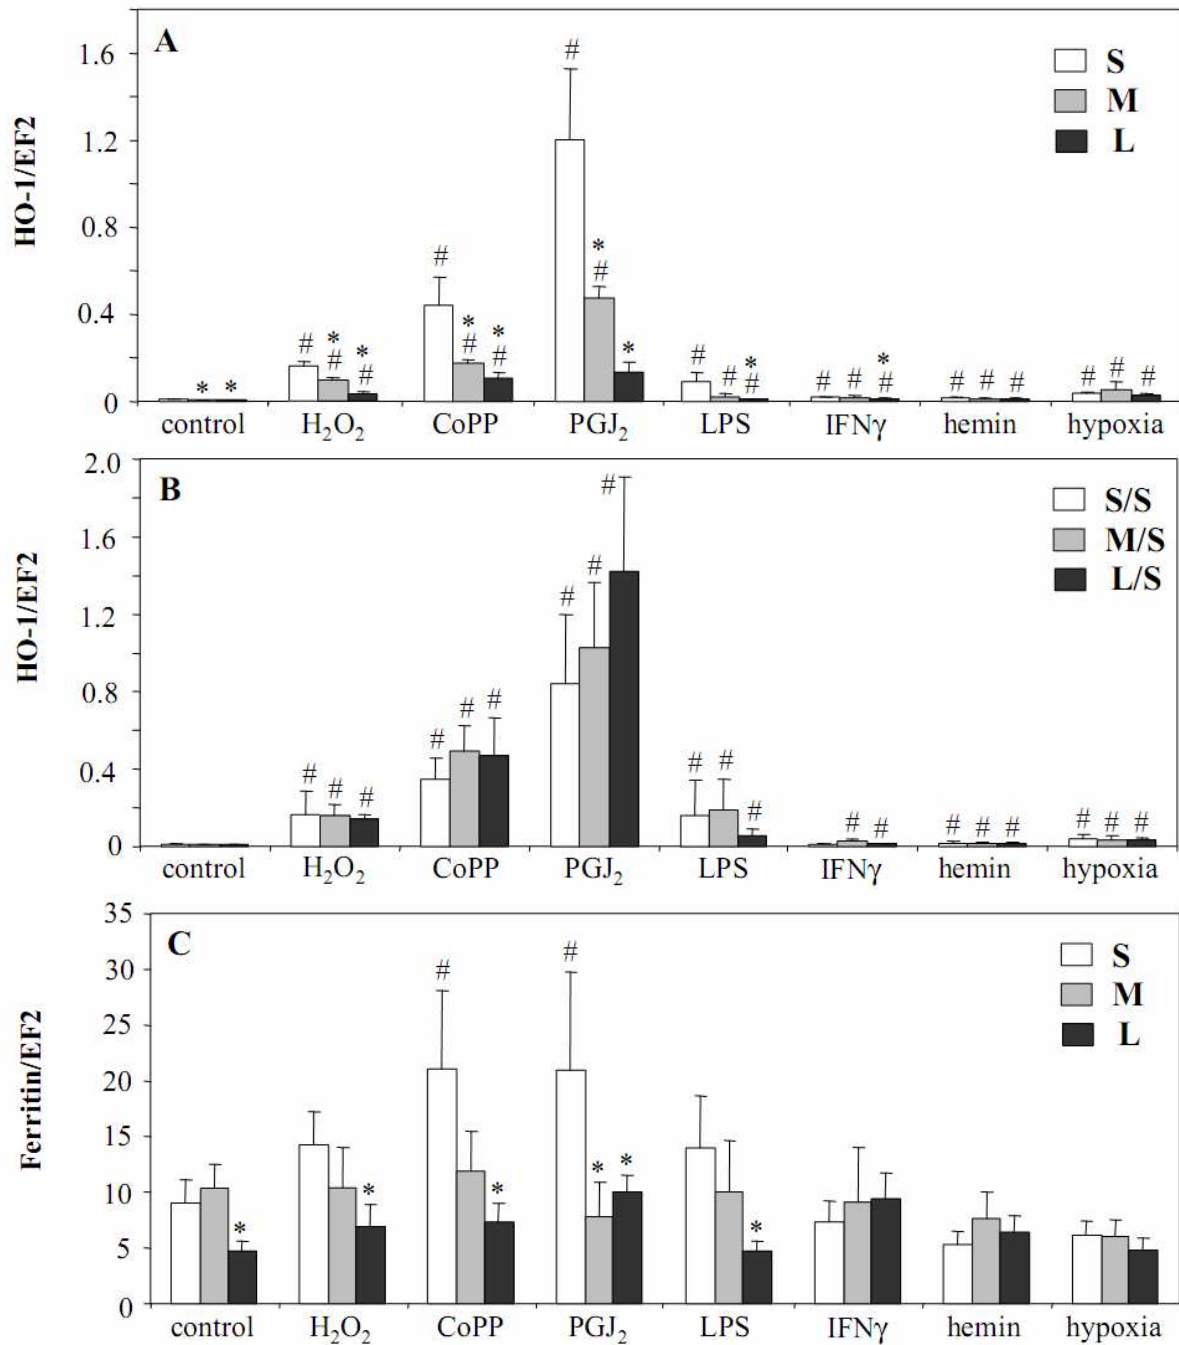 A
HO-1/EF2
1.6
1.2
0.8
0.4
0
S
M
L
#
#
* #
* #
#
* #
* #
#
* #
*
#
#
* #
#
#
* #
#
#
#
#
#
#
* *
control H₂O₂ CoPP PGJ₂ LPS IFNγ hemin hypoxia
B
HO-1/EF2
2.0
1.6
1.2
0.8
0.4
0
S/S
M/S
L/S
# # #
# # #
# # #
# # #
# #
# # #
# # #
control H₂O₂ CoPP PGJ₂ LPS IFNγ hemin hypoxia
C
Ferritin/EF2
35
30
25
20
15
10
5
0
S
M
L
*
*
# *
# * *
*
control H₂O₂ CoPP PGJ₂ LPS IFNγ hemin hypoxia